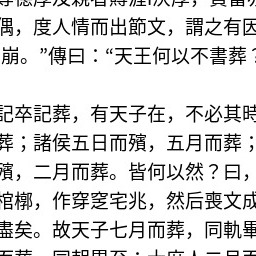 偶，度人情而出節文，謂之有因
崩。”傳曰：“天王何以不書葬？
記卒記葬，有天子在，不必其時
葬；諸侯五日而殯，五月而葬；
殯，二月而葬。皆何以然？曰，
棺槨，作穿窆宅兆，然后喪文成
盡矣。故天子七月而葬，同軌畢